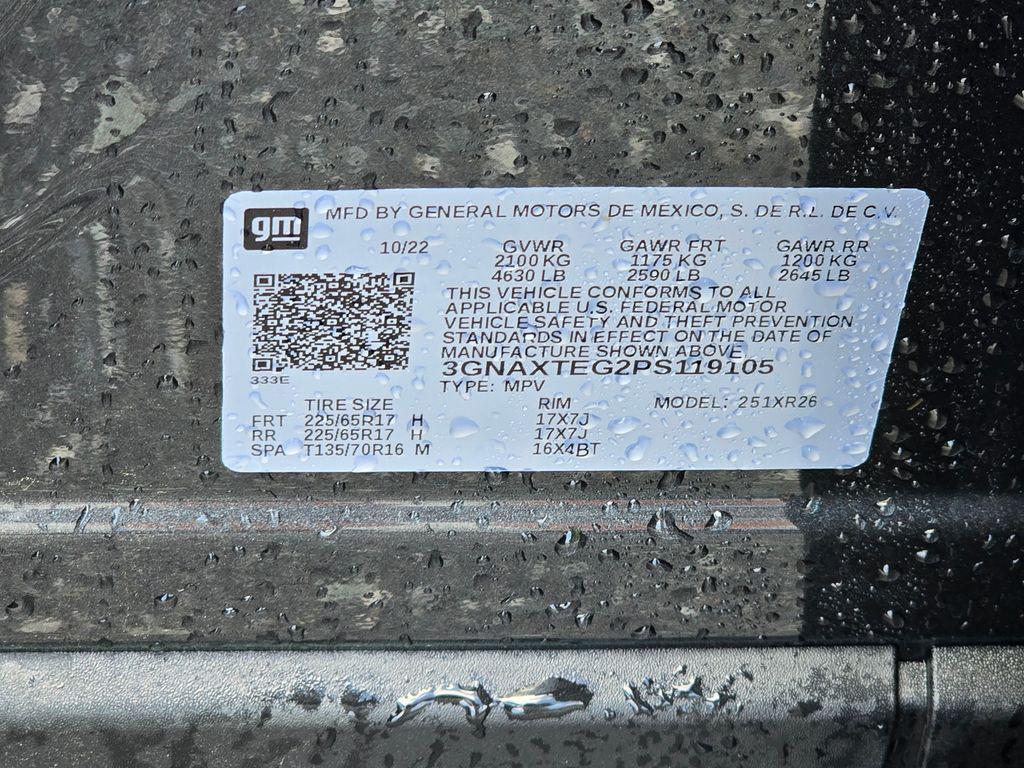 gm
MFD BY GENERAL MOTORS DE MEXICO, S. DE R.L. DE C.V.
10/22 GVWR GAWR FRT GAWR RR
2100 KG 1175 KG 1200 KG
4630 LB 2590 LB 2645 LB
THIS VEHICLE CONFORMS TO ALL
APPLICABLE U.S. FEDERAL MOTOR
VEHICLE SAFETY AND THEFT PREVENTION
STANDARDS IN EFFECT ON THE DATE OF
MANUFACTURE SHOWN ABOVE
3GNAXTEG2PS119105
333E
TYPE: MPV
TIRE SIZE RIM MODEL: 251XR26
FRT 225/65R17 H 17X7J
RR 225/65R17 H 17X7J
SPA T135/70R16 M 16X4BT